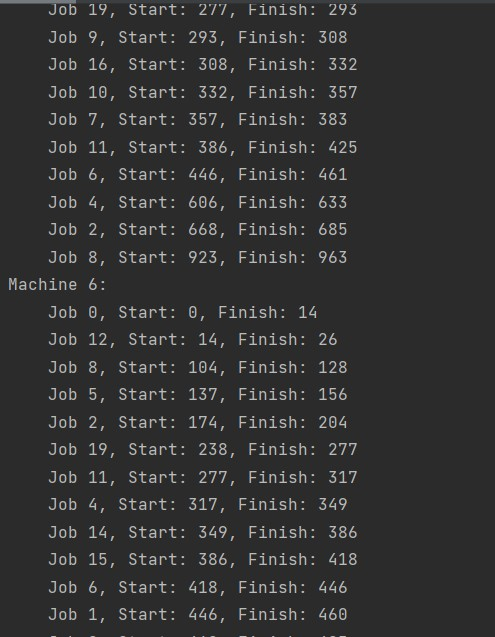 Job 19, Start: 277, Finish: 293
Job 9, Start: 293, Finish: 308
Job 16, Start: 308, Finish: 332
Job 10, Start: 332, Finish: 357
Job 7, Start: 357, Finish: 383
Job 11, Start: 386, Finish: 425
Job 6, Start: 446, Finish: 461
Job 4, Start: 606, Finish: 633
Job 2, Start: 668, Finish: 685
Job 8, Start: 923, Finish: 963
Machine 6:
Job 0, Start: 0, Finish: 14
Job 12, Start: 14, Finish: 26
Job 8, Start: 104, Finish: 128
Job 5, Start: 137, Finish: 156
Job 2, Start: 174, Finish: 204
Job 19, Start: 238, Finish: 277
Job 11, Start: 277, Finish: 317
Job 4, Start: 317, Finish: 349
Job 14, Start: 349, Finish: 386
Job 15, Start: 386, Finish: 418
Job 6, Start: 418, Finish: 446
Job 1, Start: 446, Finish: 460